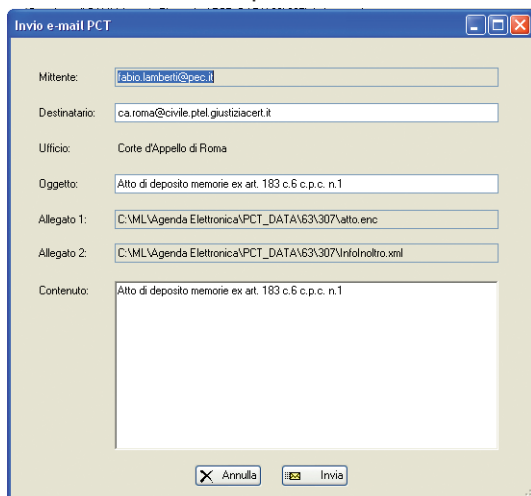 Invio e-mail PCT
Mittente: fabio.lamberti@pec.it
Destinatario: ca.roma@civile.ptel.giustiziacert.it
Ufficio: Corte d'Appello di Roma
Oggetto: Atto di deposito memorie ex art. 183 c.6 c.p.c. n.1
Allegato 1: C:\ML\Agenda Elettronica\PCT_DATA\63\307\atto.enc
Allegato 2: C:\ML\Agenda Elettronica\PCT_DATA\63\307\InfoInoltro.xml
Contenuto: Atto di deposito memorie ex art. 183 c.6 c.p.c. n.1
Annulla Invia